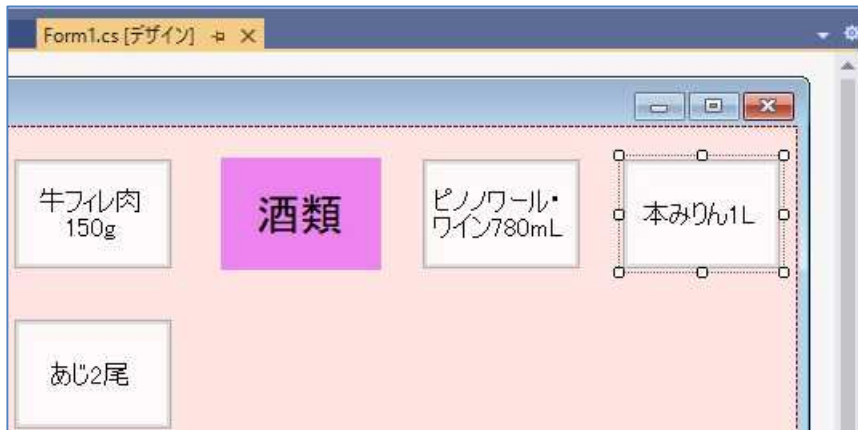 Form1.cs [デザイン]
牛フィレ肉
150g
酒類
ピノノワール・
ワイン780mL
本みりん1L
あじ2尾